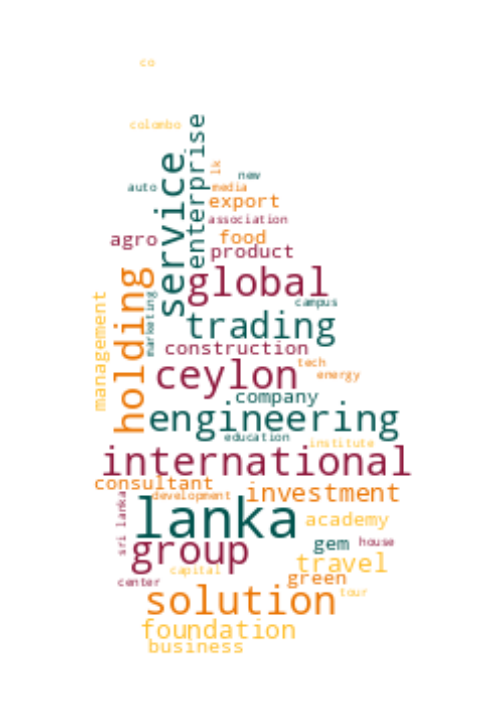 co
colombo
enterprise
service
lk
new
auto
media
export
association
agro
food
product
global
holding
management
marketing
campus
trading
construction
tech
ceylon
energy
company
engineering
education
institute
international
consultant
development
investment
sri lanka
lanka
academy
group
gem
house
travel
capital
center
green
solution
tour
foundation
business